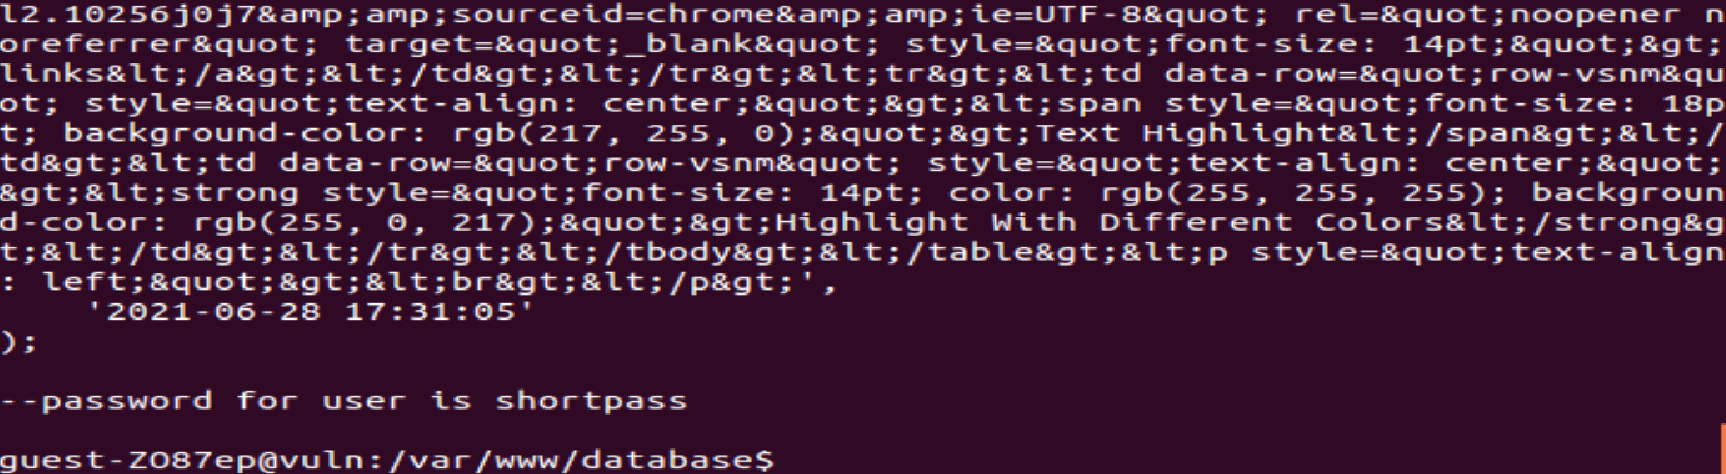 l2.10256j0j7&amp;amp;sourceid=chrome&amp;amp;ie=UTF-8&quot; rel=&quot;noopener n
oreferrer&quot; target=&quot;_blank&quot; style=&quot;font-size: 14pt;&quot;&gt;
links&lt;/a&gt;&lt;/td&gt;&lt;/tr&gt;&lt;tr&gt;&lt;td data-row=&quot;row-vsnm&qu
ot; style=&quot;text-align: center;&quot;&gt;&lt;span style=&quot;font-size: 18p
t; background-color: rgb(217, 255, 0);&quot;&gt;Text Highlight&lt;/span&gt;&lt;/
td&gt;&lt;td data-row=&quot;row-vsnm&quot; style=&quot;text-align: center;&quot;
&gt;&lt;strong style=&quot;font-size: 14pt; color: rgb(255, 255, 255); backgroun
d-color: rgb(255, 0, 217);&quot;&gt;Highlight With Different Colors&lt;/strong&g
t;&lt;/td&gt;&lt;/tr&gt;&lt;/tbody&gt;&lt;/table&gt;&lt;p style=&quot;text-align
: left;&quot;&gt;&lt;br&gt;&lt;/p&gt;',
    '2021-06-28 17:31:05'
);
--password for user is shortpass
guest-ZO87ep@vuln:/var/www/database$